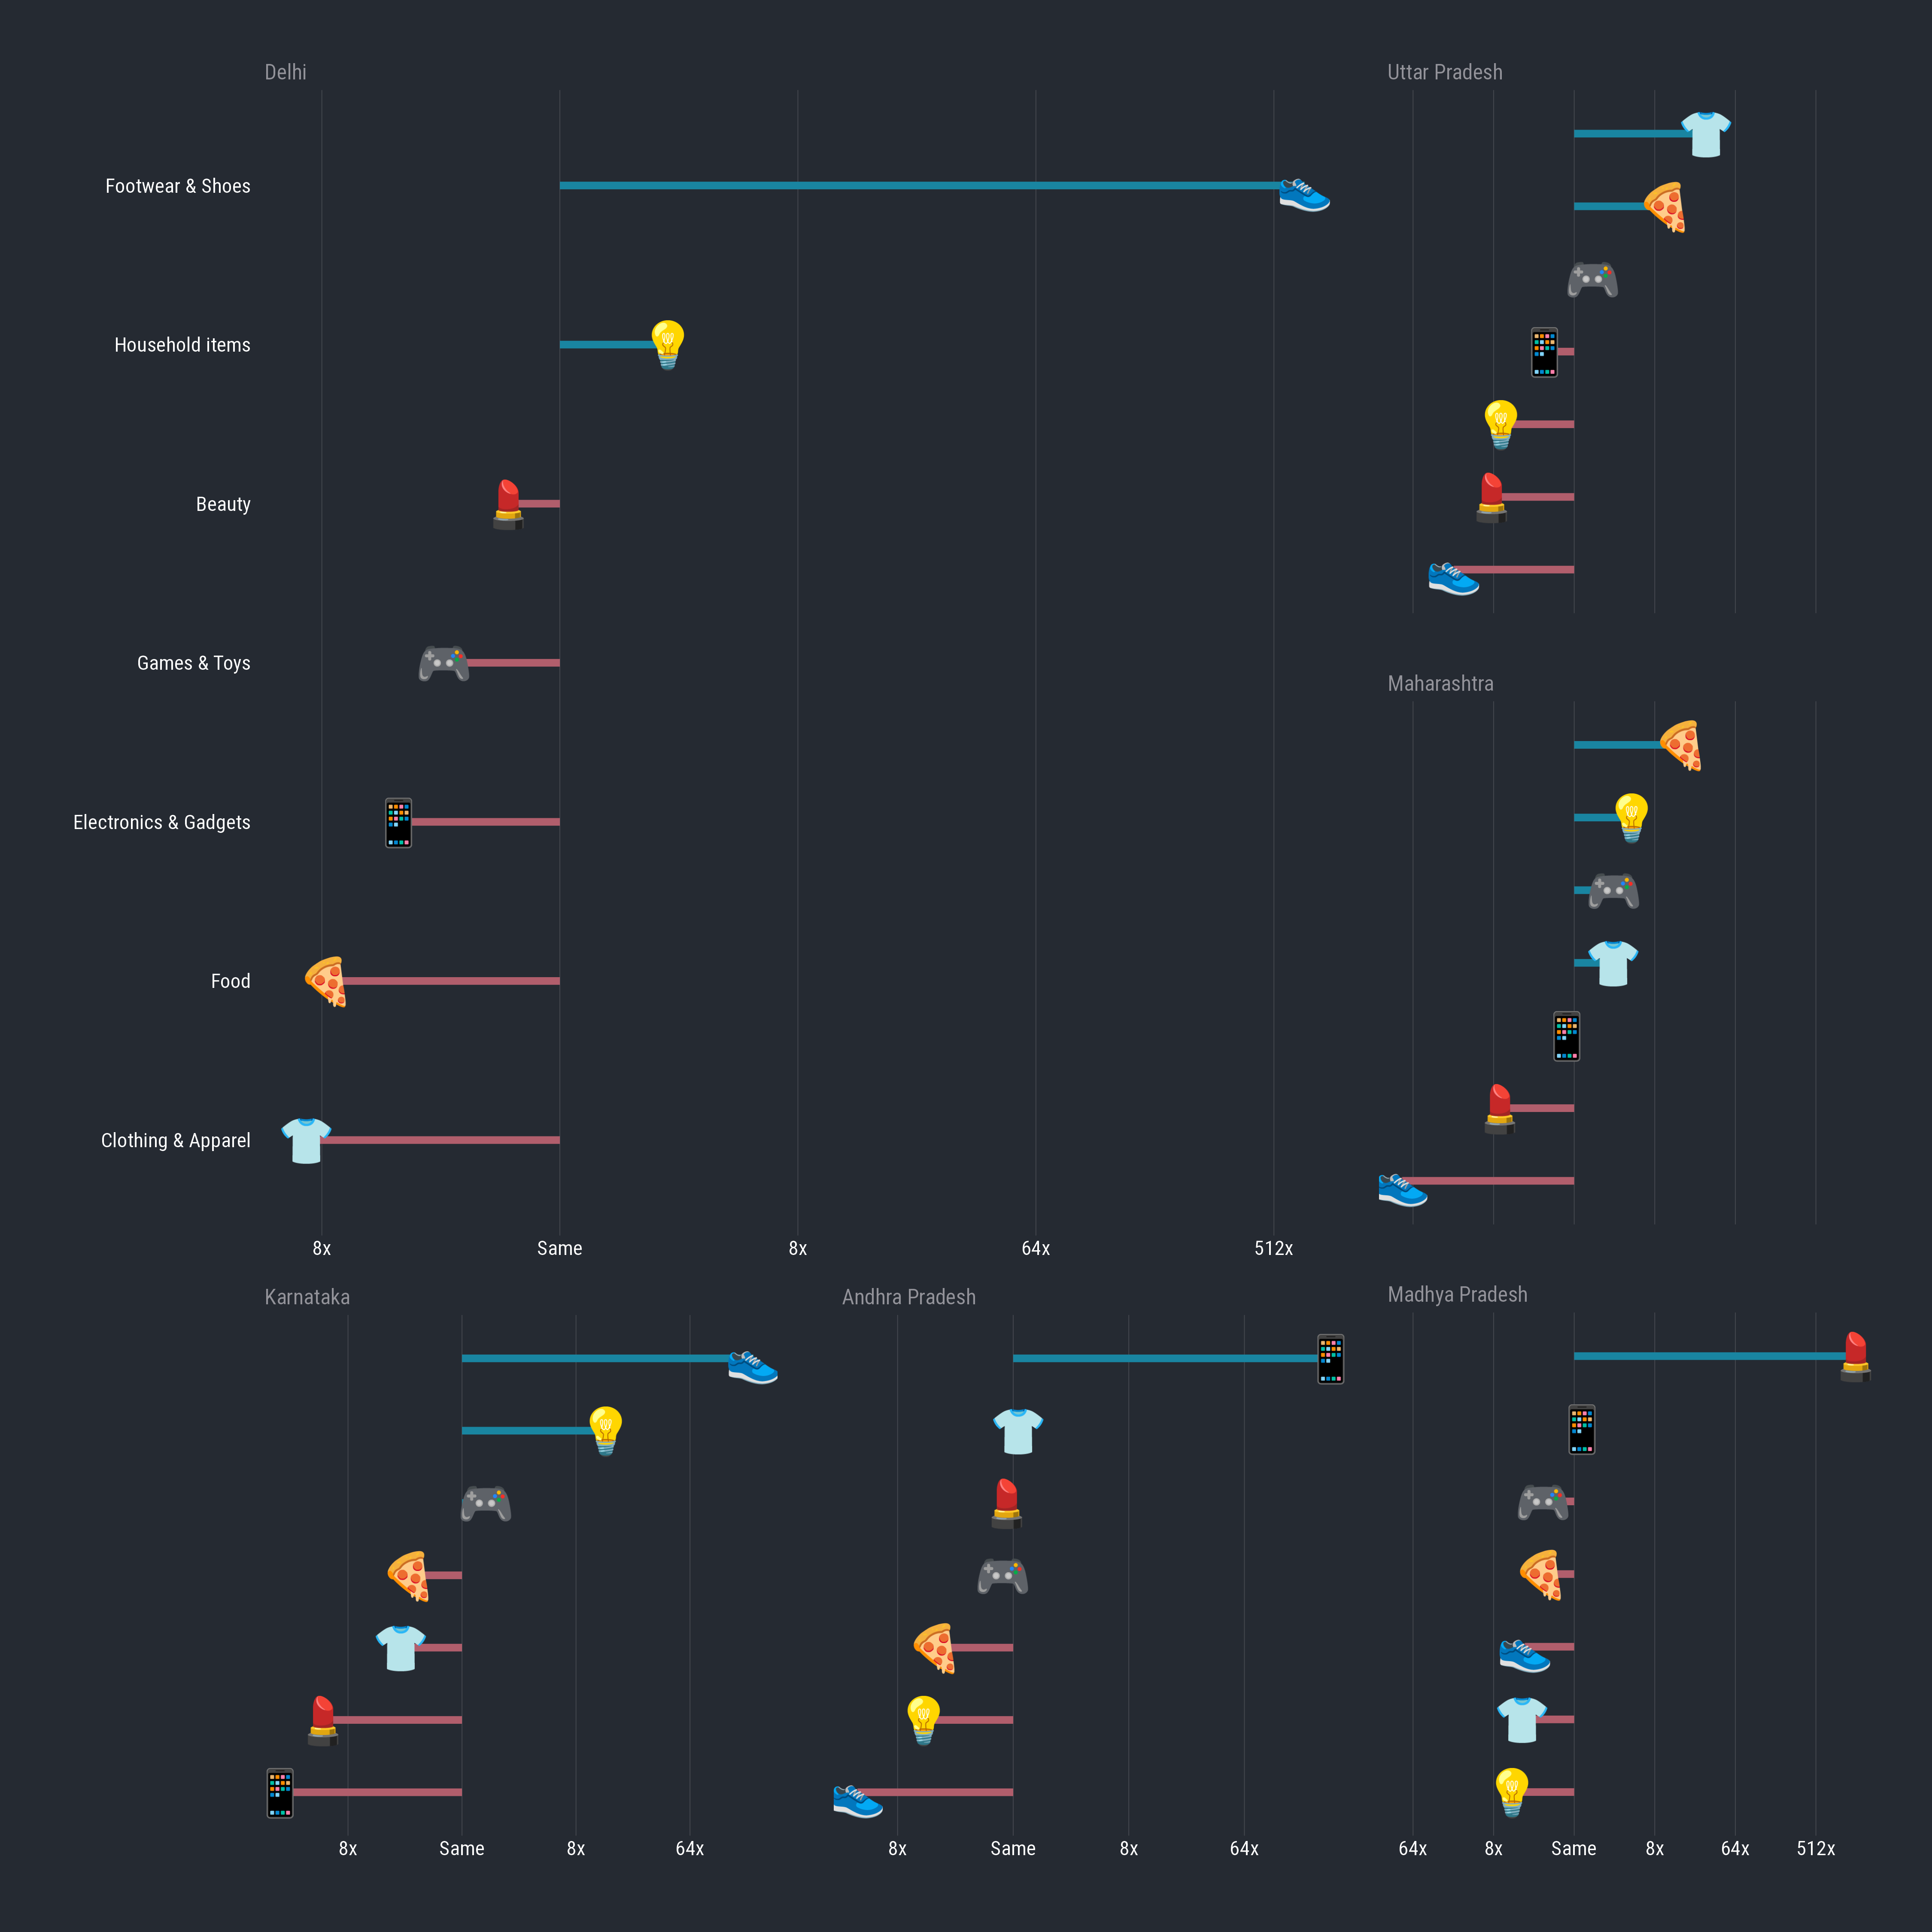 Delhi
Footwear & Shoes
Household items
Beauty
Games & Toys
Electronics & Gadgets
Food
Clothing & Apparel
8x Same 8x 64x 512x
Uttar Pradesh
Maharashtra
Karnataka
8x Same 8x 64x
Andhra Pradesh
8x Same 8x 64x
Madhya Pradesh
64x 8x Same 8x 64x 512x